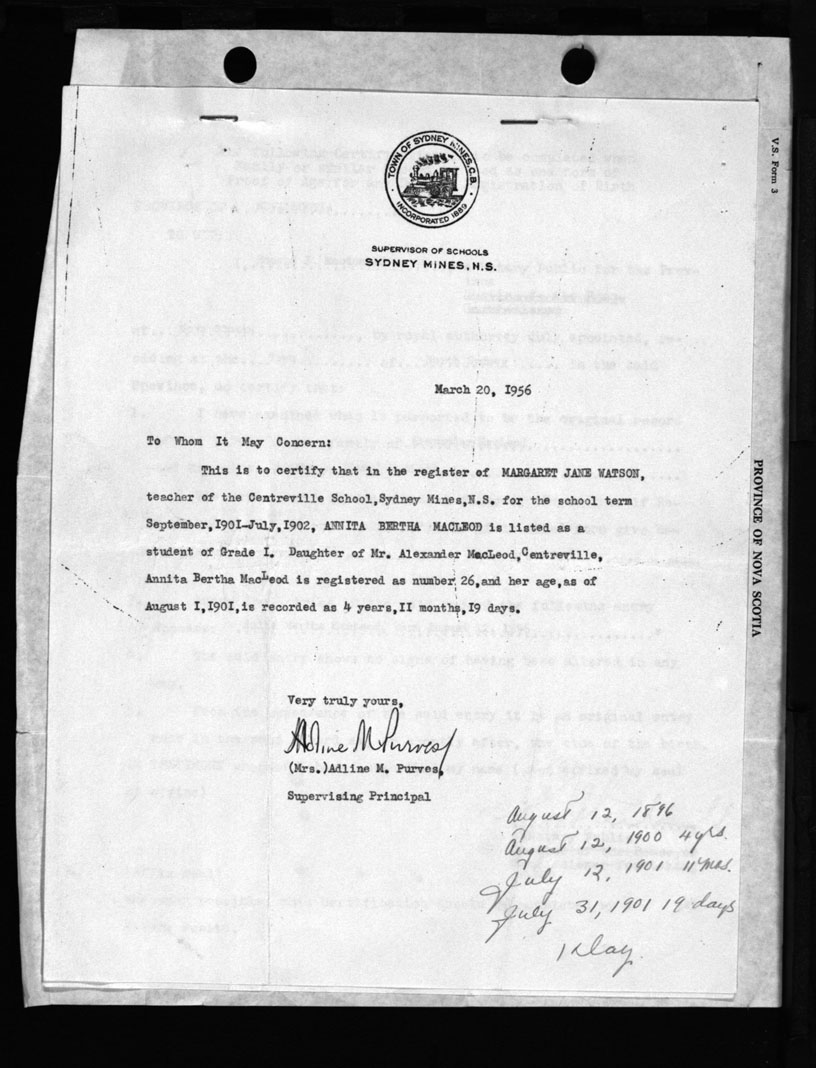 TOWN OF SYDNEY MINES, C.B.
INCORPORATED 1889
SUPERVISOR OF SCHOOLS
SYDNEY MINES, N.S.
V.S. Form 3
PROVINCE OF NOVA SCOTIA
March 20, 1956
To Whom It May Concern:
This is to certify that in the register of MARGARET JANE WATSON,
teacher of the Centreville School,Sydney Mines,N.S. for the school term
September,I90I-July,I902, ANNITA BERTHA MACLEOD is listed as a
student of Grade I. Daughter of Mr. Alexander MacLeod,Centreville,
Annita Bertha MacLeod is registered as number 26,and her age,as of
August I,I90I,is recorded as 4 years,II months,I9 days.
Very truly yours,
Adline M Purves
(Mrs.)Adline M. Purves,
Supervising Principal
August 12, 1896
August 12, 1900 4 yrs.
July 12, 1901 11 mos.
July 31, 1901 19 days
1 Day